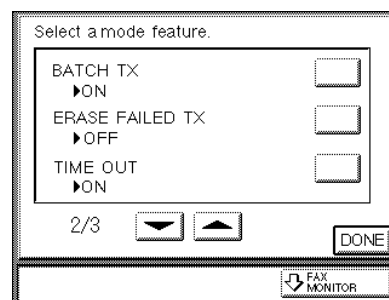 Select a mode feature.
BATCH TX
▶ON
ERASE FAILED TX
▶OFF
TIME OUT
▶ON
2/3
DONE
FAX
MONITOR